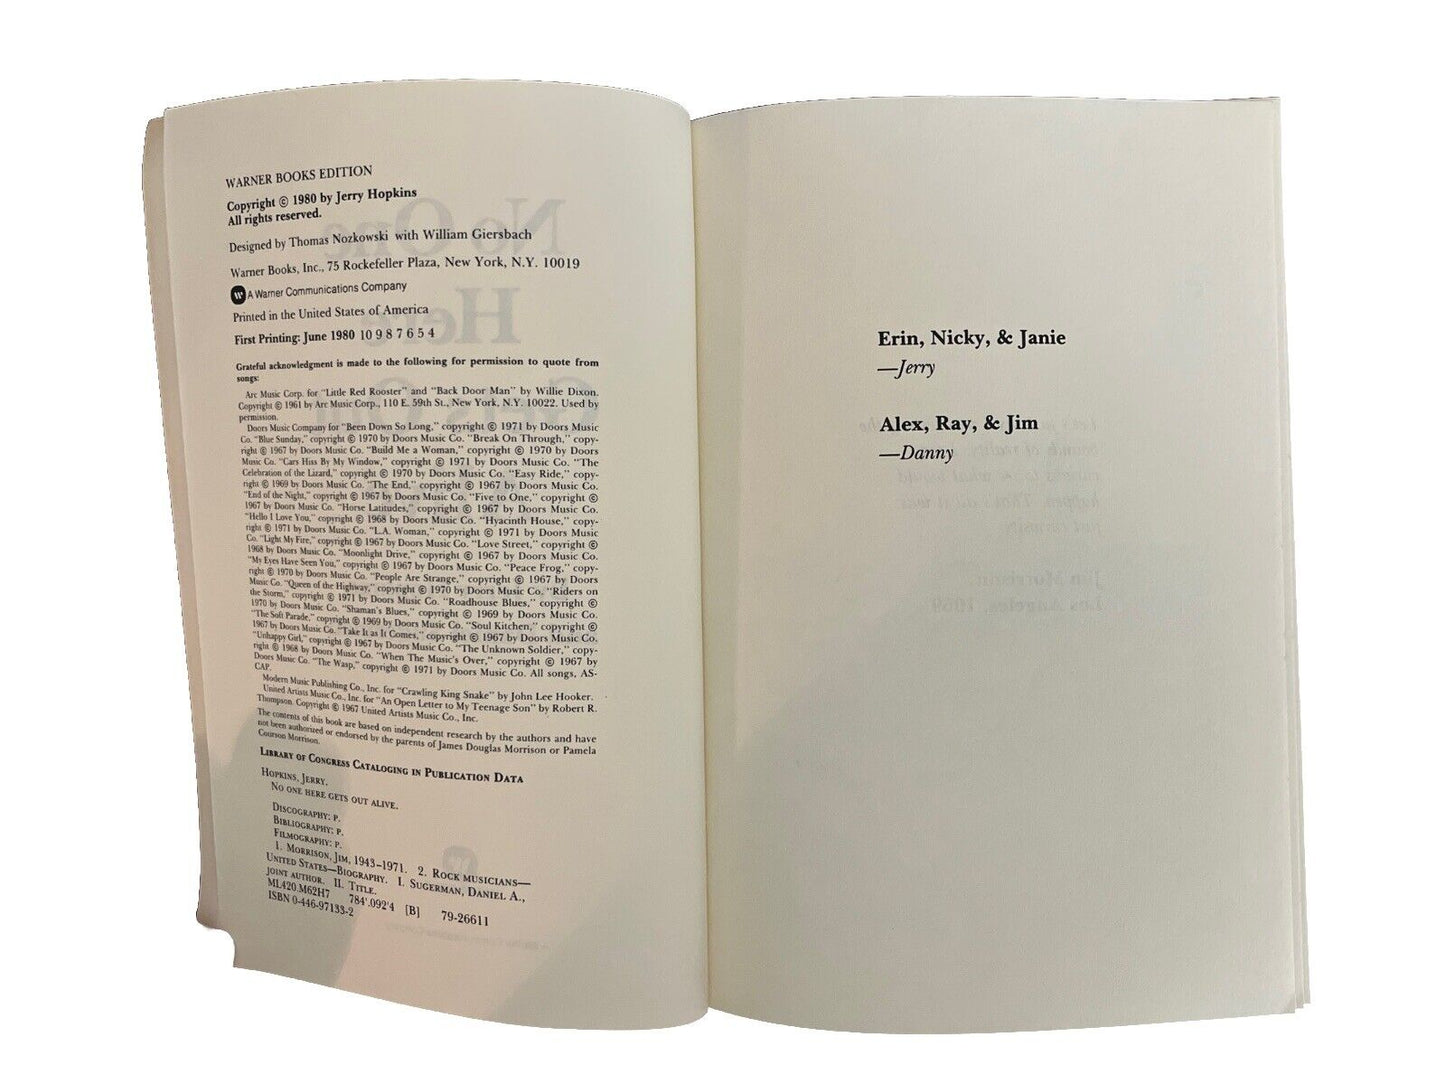 WARNER BOOKS EDITION
Copyright © 1980 by Jerry Hopkins
All rights reserved.
Designed by Thomas Nozkowski with William Giersbach
Warner Books, Inc., 75 Rockefeller Plaza, New York, N.Y. 10019
W A Warner Communications Company
Printed in the United States of America
First Printing: June 1980 10 9 8 7 6 5 4
Grateful acknowledgment is made to the following for permission to quote from
songs:
Arc Music Corp. for "Little Red Rooster" and "Back Door Man" by Willie Dixon.
Copyright © 1961 by Arc Music Corp., 110 E. 59th St., New York, N.Y. 10022. Used by
permission.
Doors Music Company for "Been Down So Long," copyright © 1971 by Doors Music
Co. "Blue Sunday," copyright © 1970 by Doors Music Co. "Break On Through," copy-
right © 1967 by Doors Music Co. "Build Me a Woman," copyright © 1970 by Doors
Music Co. "Cars Hiss By My Window," copyright © 1971 by Doors Music Co. "The
Celebration of the Lizard," copyright © 1970 by Doors Music Co. "Easy Ride," copy-
right © 1969 by Doors Music Co. "The End," copyright © 1967 by Doors Music Co.
"End of the Night," copyright © 1967 by Doors Music Co. "Five to One," copyright ©
1967 by Doors Music Co. "Horse Latitudes," copyright © 1967 by Doors Music Co.
"Hello I Love You," copyright © 1968 by Doors Music Co. "Hyacinth House," copy-
right © 1971 by Doors Music Co. "L.A. Woman," copyright © 1971 by Doors Music
Co. "Light My Fire," copyright © 1967 by Doors Music Co. "Love Street," copyright ©
1968 by Doors Music Co. "Moonlight Drive," copyright © 1967 by Doors Music Co.
"My Eyes Have Seen You," copyright © 1967 by Doors Music Co. "Peace Frog," copy-
right © 1970 by Doors Music Co. "People Are Strange," copyright © 1967 by Doors
Music Co. "Queen of the Highway," copyright © 1970 by Doors Music Co. "Riders on
the Storm," copyright © 1971 by Doors Music Co. "Roadhouse Blues," copyright ©
1970 by Doors Music Co. "Shaman's Blues," copyright © 1969 by Doors Music Co.
"The Soft Parade," copyright © 1969 by Doors Music Co. "Soul Kitchen," copyright ©
1967 by Doors Music Co. "Take It as It Comes," copyright © 1967 by Doors Music Co.
"Unhappy Girl," copyright © 1967 by Doors Music Co. "The Unknown Soldier," copy-
right © 1968 by Doors Music Co. "When The Music's Over," copyright © 1967 by
Doors Music Co. "The Wasp," copyright © 1971 by Doors Music Co. All songs, AS-
CAP.
Modern Music Publishing Co., Inc. for "Crawling King Snake" by John Lee Hooker.
United Artists Music Co., Inc. for "An Open Letter to My Teenage Son" by Robert R.
Thompson. Copyright © 1967 United Artists Music Co., Inc.
The contents of this book are based on independent research by the authors and have
not been authorized or endorsed by the parents of James Douglas Morrison or Pamela
Courson Morrison.
LIBRARY OF CONGRESS CATALOGING IN PUBLICATION DATA
HOPKINS, JERRY.
NO ONE HERE GETS OUT ALIVE.
DISCOGRAPHY: P.
BIBLIOGRAPHY: P.
FILMOGRAPHY: P.
1. MORRISON, JIM, 1943–1971. 2. ROCK MUSICIANS—
UNITED STATES—BIOGRAPHY. I. SUGERMAN, DANIEL A.,
JOINT AUTHOR. II. TITLE.
ML420.M62H7 784'.092'4 [B] 79-26611
ISBN 0-446-97133-2
Erin, Nicky, & Janie
—Jerry
Alex, Ray, & Jim
—Danny